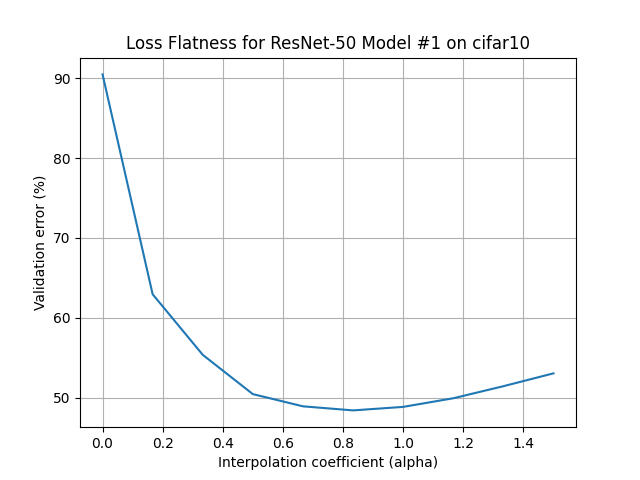 Loss Flatness for ResNet-50 Model #1 on cifar10
90
80
70
60
50
Validation error (%)
0.0 0.2 0.4 0.6 0.8 1.0 1.2 1.4
Interpolation coefficient (alpha)